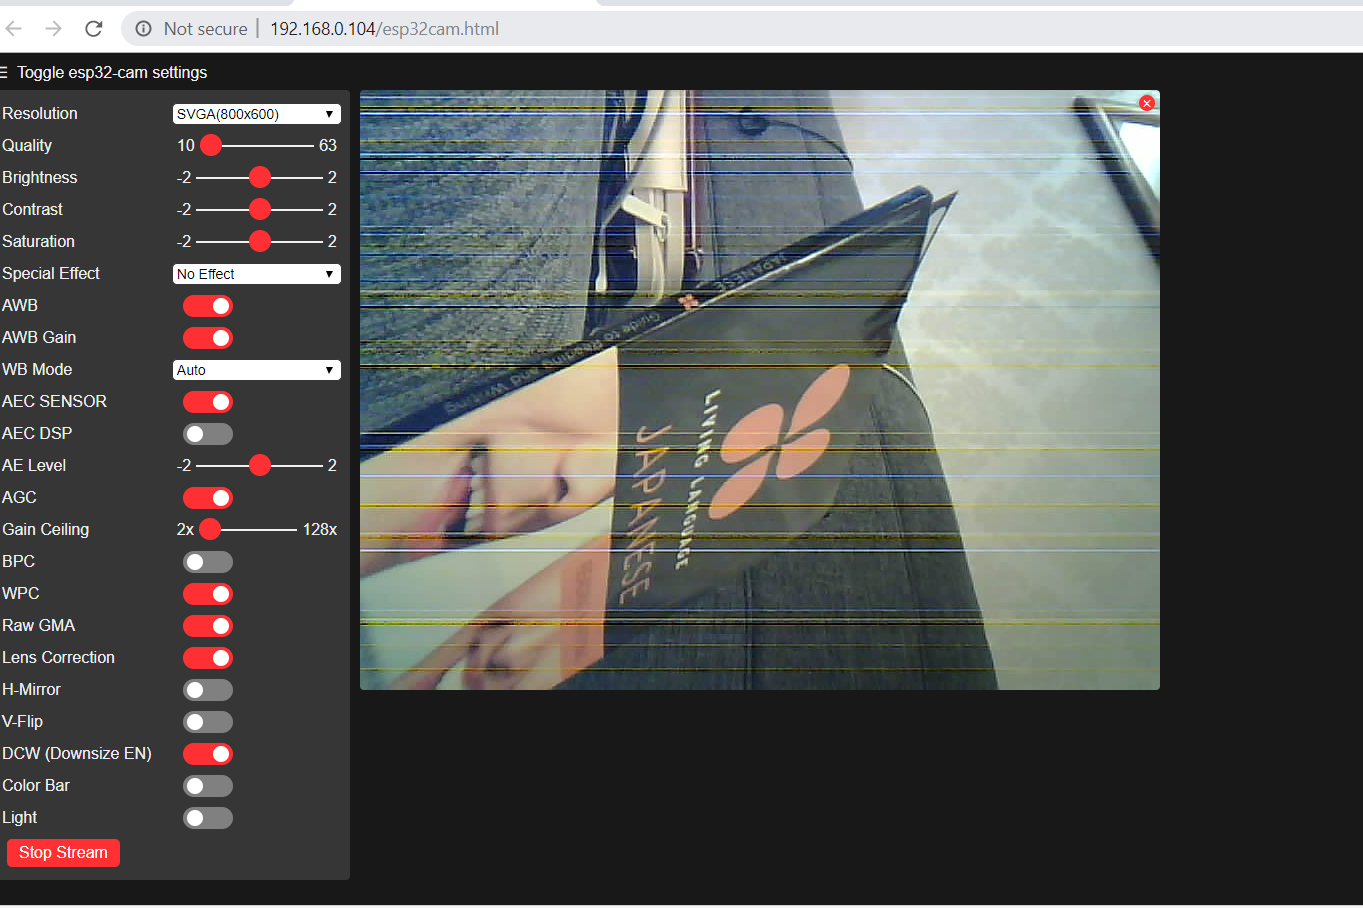 Not secure | 192.168.0.104/esp32cam.html
Toggle esp32-cam settings
Resolution SVGA(800x600)
Quality 10 63
Brightness -2 2
Contrast -2 2
Saturation -2 2
Special Effect No Effect
AWB
AWB Gain
WB Mode Auto
AEC SENSOR
AEC DSP
AE Level -2 2
AGC
Gain Ceiling 2x 128x
BPC
WPC
Raw GMA
Lens Correction
H-Mirror
V-Flip
DCW (Downsize EN)
Color Bar
Light
Stop Stream
JAPANESE
Guide to Reading And Writing
LIVING LANGUAGE
JAPANESE